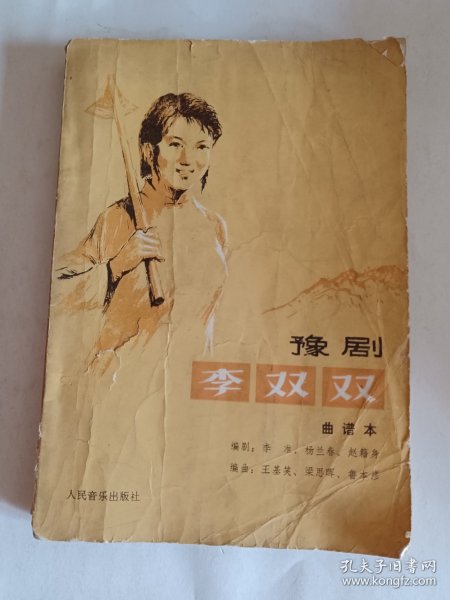 豫剧
李双双
曲谱本
编剧：李准、杨兰春、赵籍身
编曲：王基笑、梁思晖、鲁本修
人民音乐出版社
孔夫子旧书网
www.kongfz.com